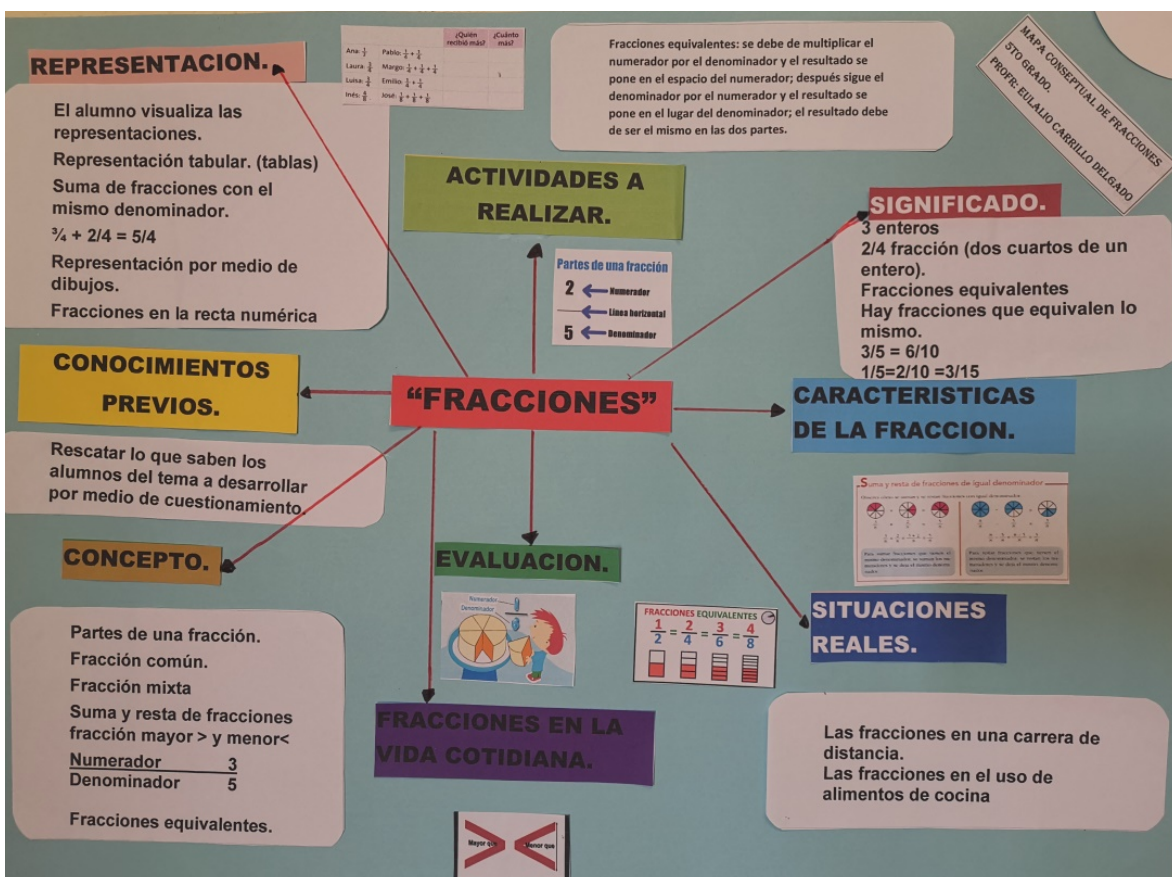 REPRESENTACION.
El alumno visualiza las
representaciones.
Representación tabular. (tablas)
Suma de fracciones con el
mismo denominador.
¾ + 2/4 = 5/4
Representación por medio de
dibujos.
Fracciones en la recta numérica
¿Quién ¿Cuánto
recibió más? más?
Ana: Pablo:
Laura: Margo:
Luisa: Emilio:
Inés: José:
Fracciones equivalentes: se debe de multiplicar el
numerador por el denominador y el resultado se
pone en el espacio del numerador; después sigue el
denominador por el numerador y el resultado se
pone en el lugar del denominador; el resultado debe
de ser el mismo en las dos partes.
MAPA CONSEPTUAL DE FRACCIONES
5TO GRADO.
PROFR: EULALIO CARRILLO DELGADO
ACTIVIDADES A
REALIZAR.
Partes de una fracción
2 Numerador
Linea horizontal
5 Denominador
SIGNIFICADO.
3 enteros
2/4 fracción (dos cuartos de un
entero).
Fracciones equivalentes
Hay fracciones que equivalen lo
mismo.
3/5 = 6/10
1/5=2/10 =3/15
CONOCIMIENTOS
PREVIOS.
Rescatar lo que saben los
alumnos del tema a desarrollar
por medio de cuestionamiento.
“FRACCIONES”
CARACTERISTICAS
DE LA FRACCION.
Suma y resta de fracciones de igual denominador
CONCEPTO.
Partes de una fracción.
Fracción común.
Fracción mixta
Suma y resta de fracciones
fracción mayor > y menor<
Numerador 3
Denominador 5
Fracciones equivalentes.
EVALUACION.
Numerador
Denominador
FRACCIONES EQUIVALENTES
1/2 = 2/4 = 3/6 = 4/8
SITUACIONES
REALES.
Las fracciones en una carrera de
distancia.
Las fracciones en el uso de
alimentos de cocina
FRACCIONES EN LA
VIDA COTIDIANA.
Mayor que Menor que